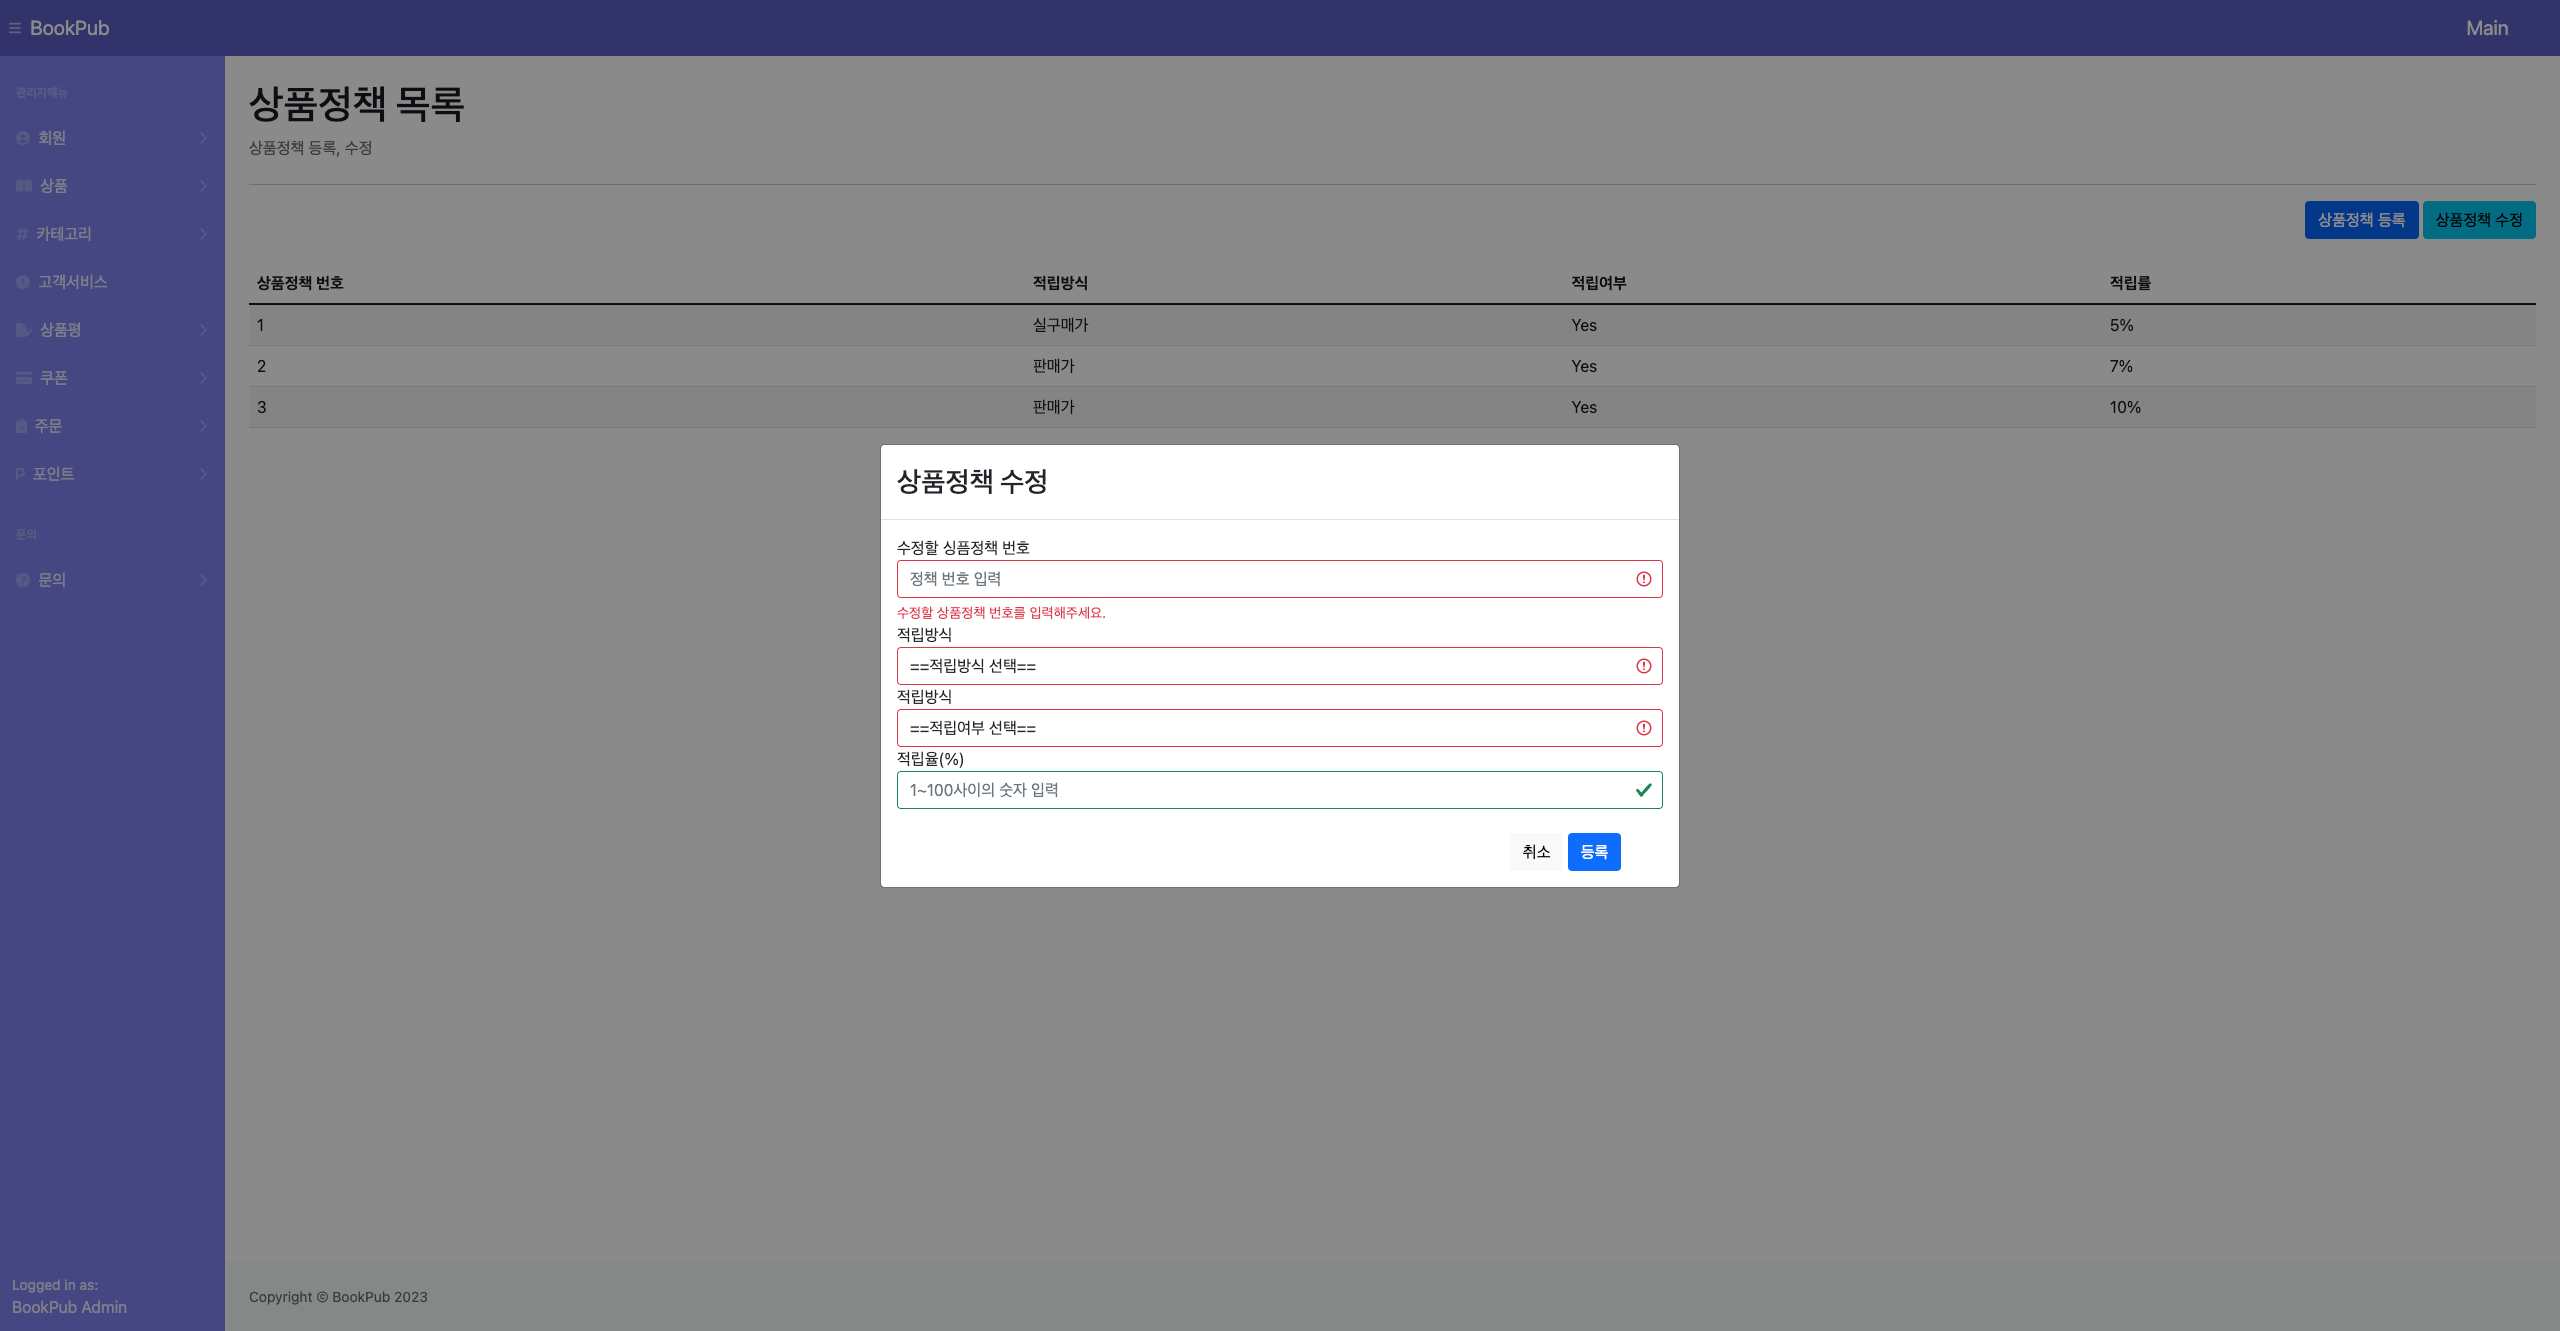 BookPub
Main
관리자메뉴
회원
상품
카테고리
고객서비스
상품평
쿠폰
주문
포인트
문의
문의
Logged in as:
BookPub Admin
상품정책 목록
상품정책 등록, 수정
상품정책 등록 상품정책 수정
상품정책 번호 적립방식 적립여부 적립률
1 실구매가 Yes 5%
2 판매가 Yes 7%
3 판매가 Yes 10%
상품정책 수정
수정할 싱픔정책 번호
정책 번호 입력
수정할 상품정책 번호를 입력해주세요.
적립방식
==적립방식 선택==
적립방식
==적립여부 선택==
적립율(%)
1~100사이의 숫자 입력
취소 등록
Copyright © BookPub 2023